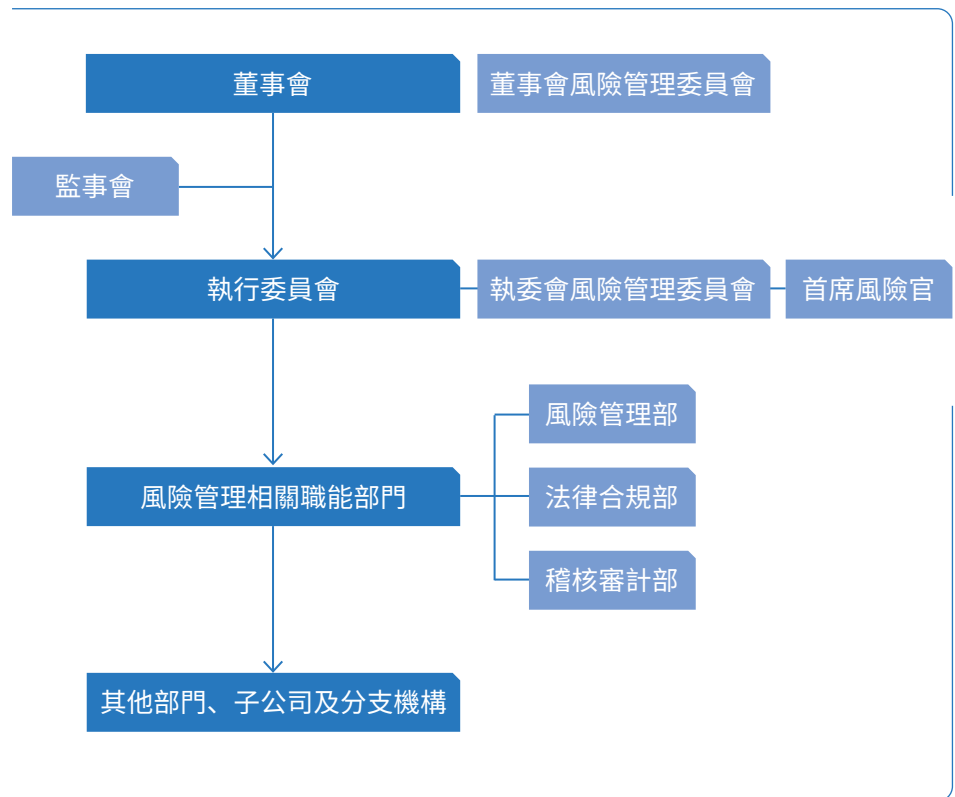 董事會
董事會風險管理委員會
監事會
執行委員會
執委會風險管理委員會
首席風險官
風險管理部
風險管理相關職能部門
法律合規部
稽核審計部
其他部門、子公司及分支機構